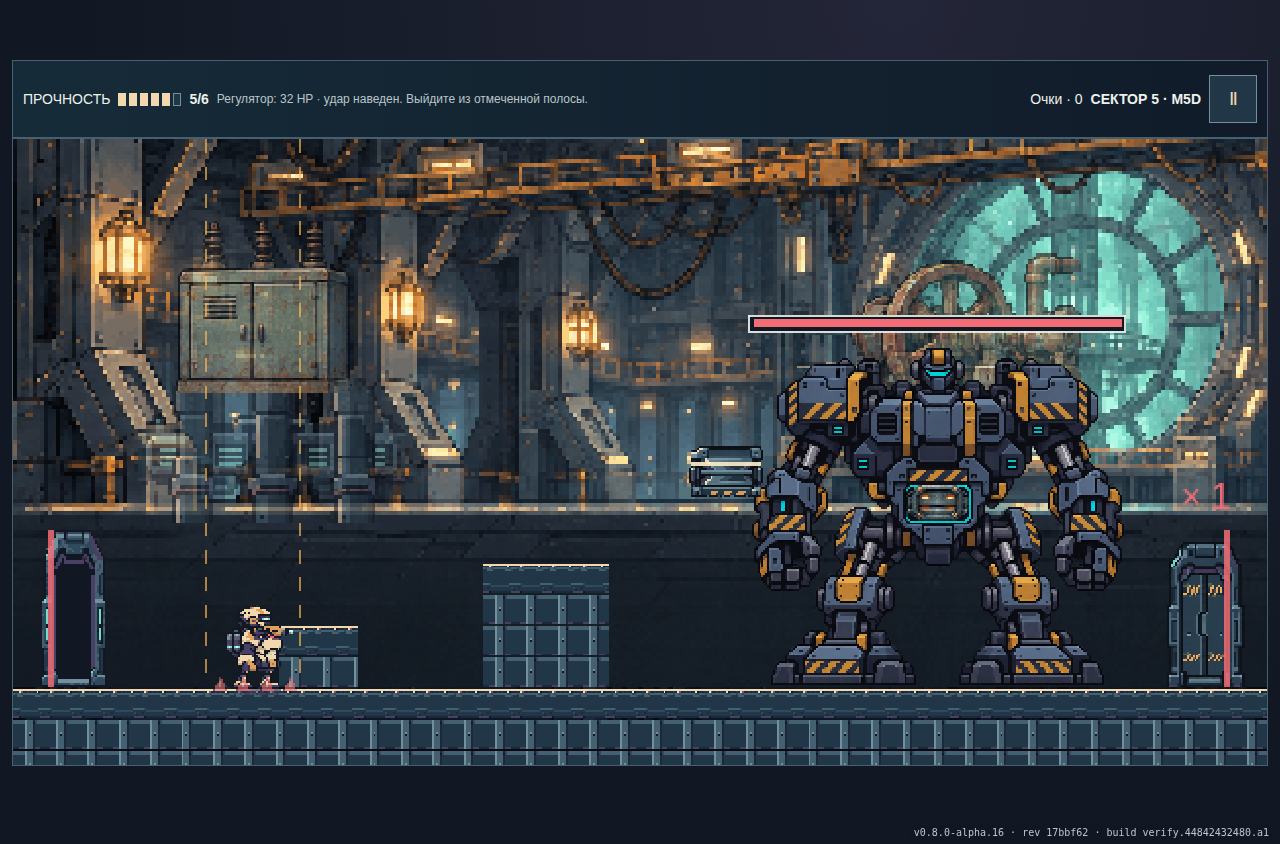 ПРОЧНОСТЬ 5/6 Регулятор: 32 HP · удар наведен. Выйдите из отмеченной полосы. Очки · 0 СЕКТОР 5 · M5D II
x 1
v0.8.0-alpha.16 · rev 17bbf62 · build verify.44842432480.a1